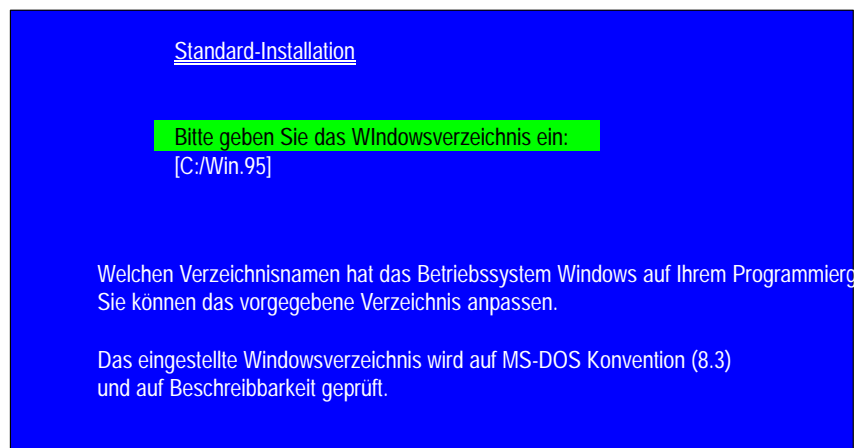 Standard-Installation
Bitte geben Sie das WIndowsverzeichnis ein:
[C:/Win.95]
Welchen Verzeichnisnamen hat das Betriebssystem Windows auf Ihrem Programmierg
Sie können das vorgegebene Verzeichnis anpassen.
Das eingestellte Windowsverzeichnis wird auf MS-DOS Konvention (8.3)
und auf Beschreibbarkeit geprüft.